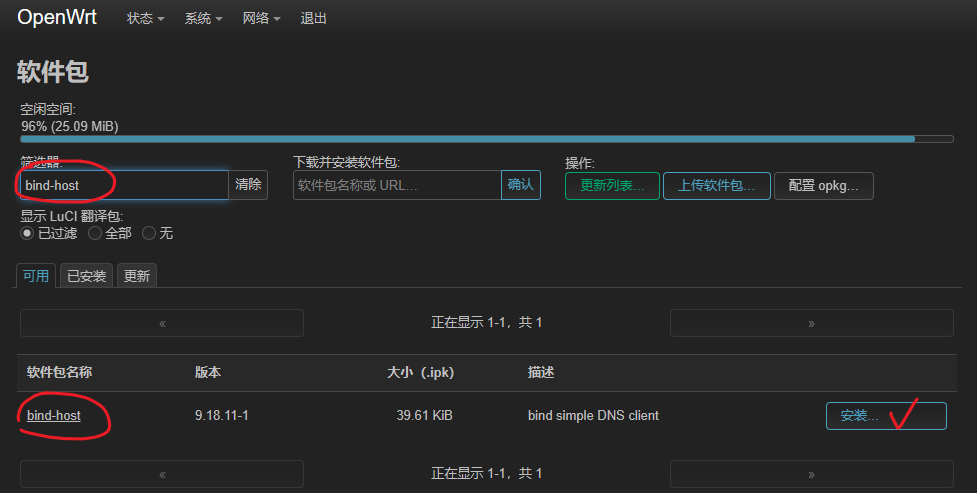 OpenWrt 状态 系统 网络 退出
软件包
空闲空间:
96% (25.09 MiB)
筛选器: 下载并安装软件包: 操作:
bind-host 清除 软件包名称或 URL... 确认 更新列表... 上传软件包... 配置 opkg...
显示 LuCI 翻译包:
已过滤 全部 无
可用 已安装 更新
« 正在显示 1-1，共 1 »
软件包名称 版本 大小（.ipk） 描述
bind-host 9.18.11-1 39.61 KiB bind simple DNS client 安装...
« 正在显示 1-1，共 1 »